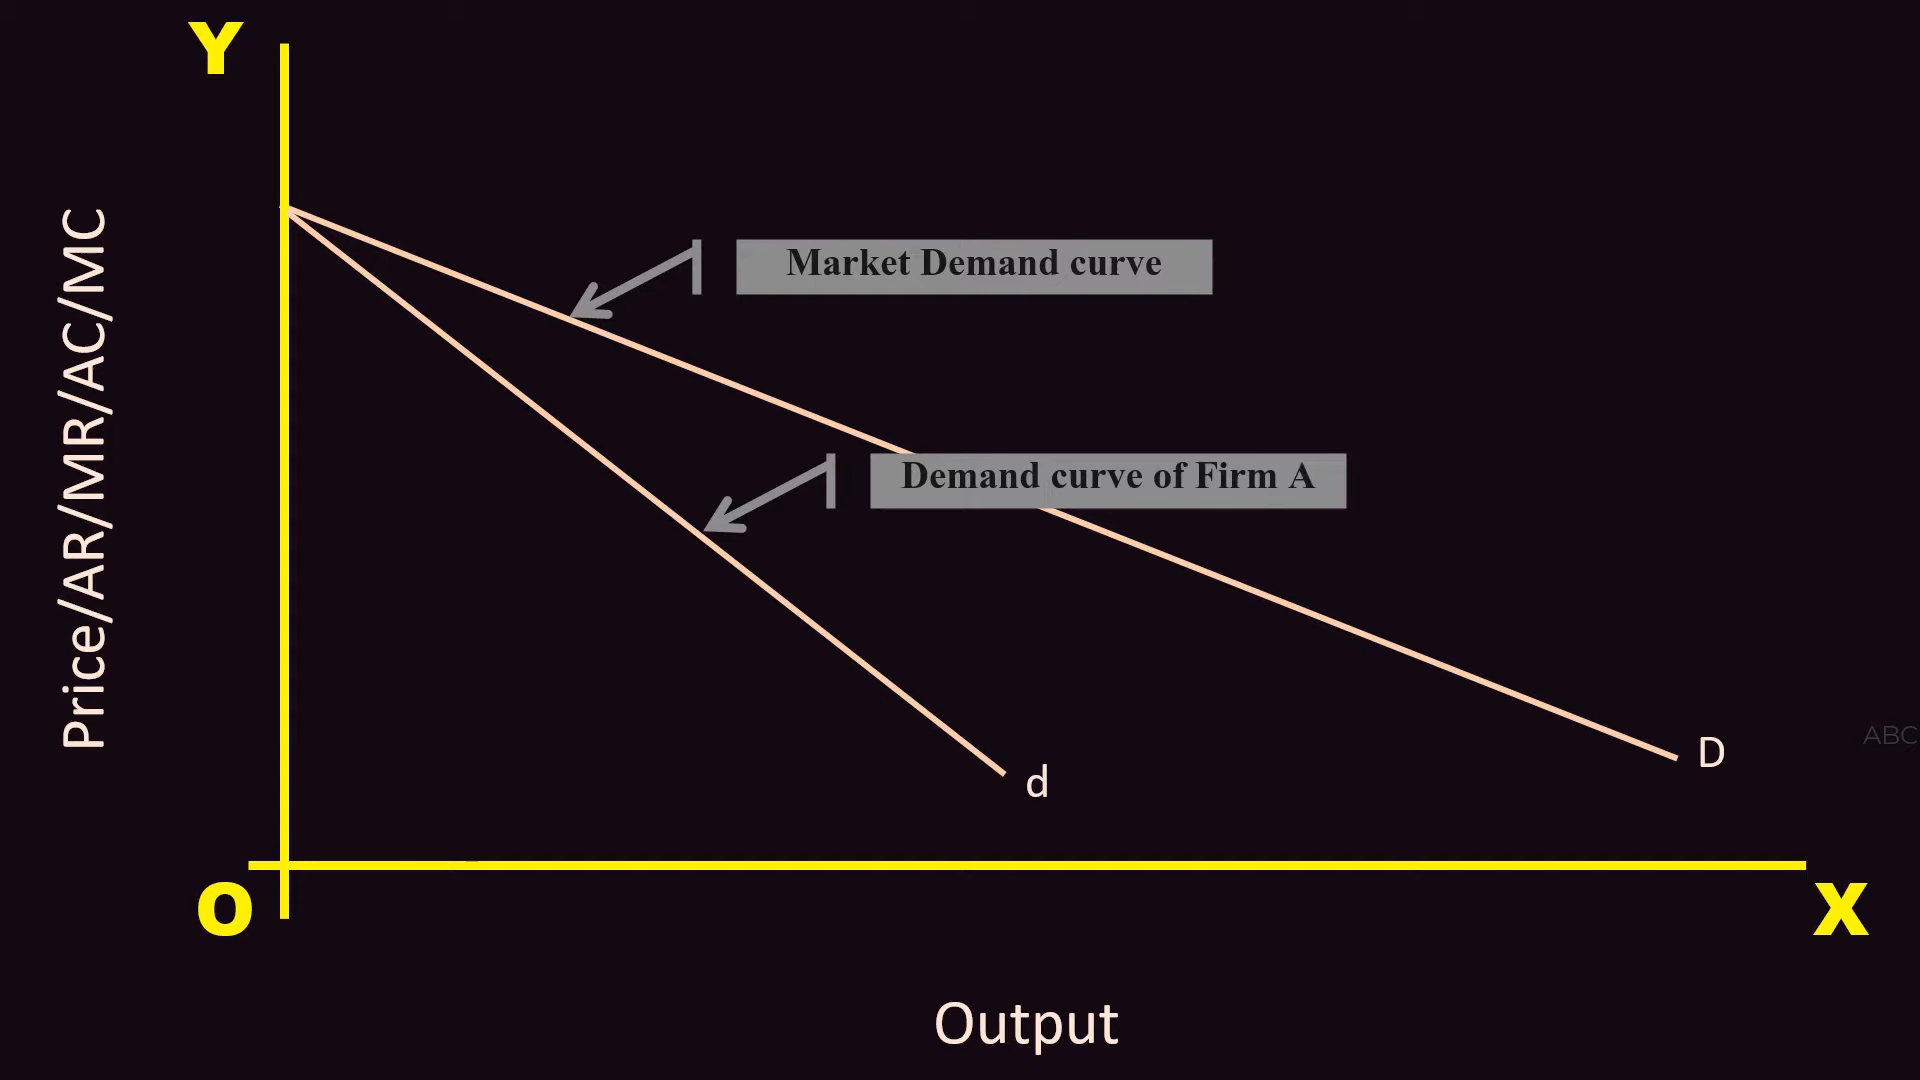 Y
Price/AR/MR/AC/MC
Market Demand curve
Demand curve of Firm A
ABC
D
d
O
X
Output